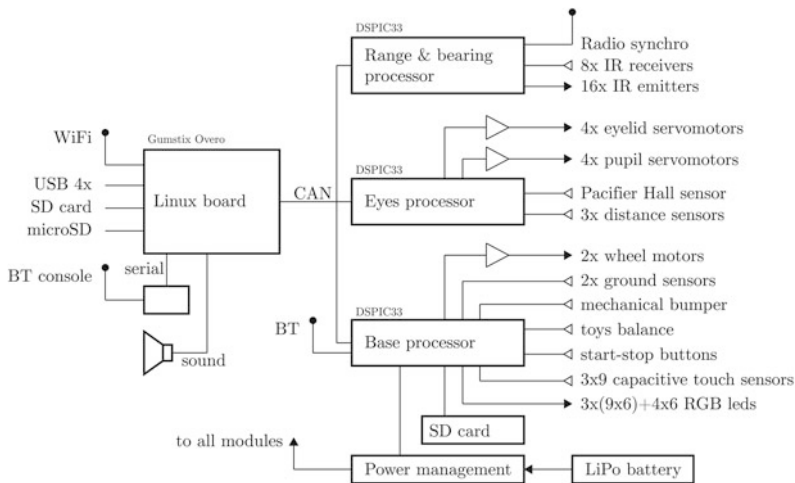 DSPIC33
Range & bearing
processor
Radio synchro
8x IR receivers
16x IR emitters
WiFi
Gumstix Overo
USB 4x
SD card
microSD
Linux board
CAN
4x eyelid servomotors
4x pupil servomotors
DSPIC33
Eyes processor
Pacifier Hall sensor
3x distance sensors
BT console
serial
sound
BT
DSPIC33
Base processor
2x wheel motors
2x ground sensors
mechanical bumper
toys balance
start-stop buttons
3x9 capacitive touch sensors
3x(9x6)+4x6 RGB leds
SD card
to all modules
Power management
LiPo battery